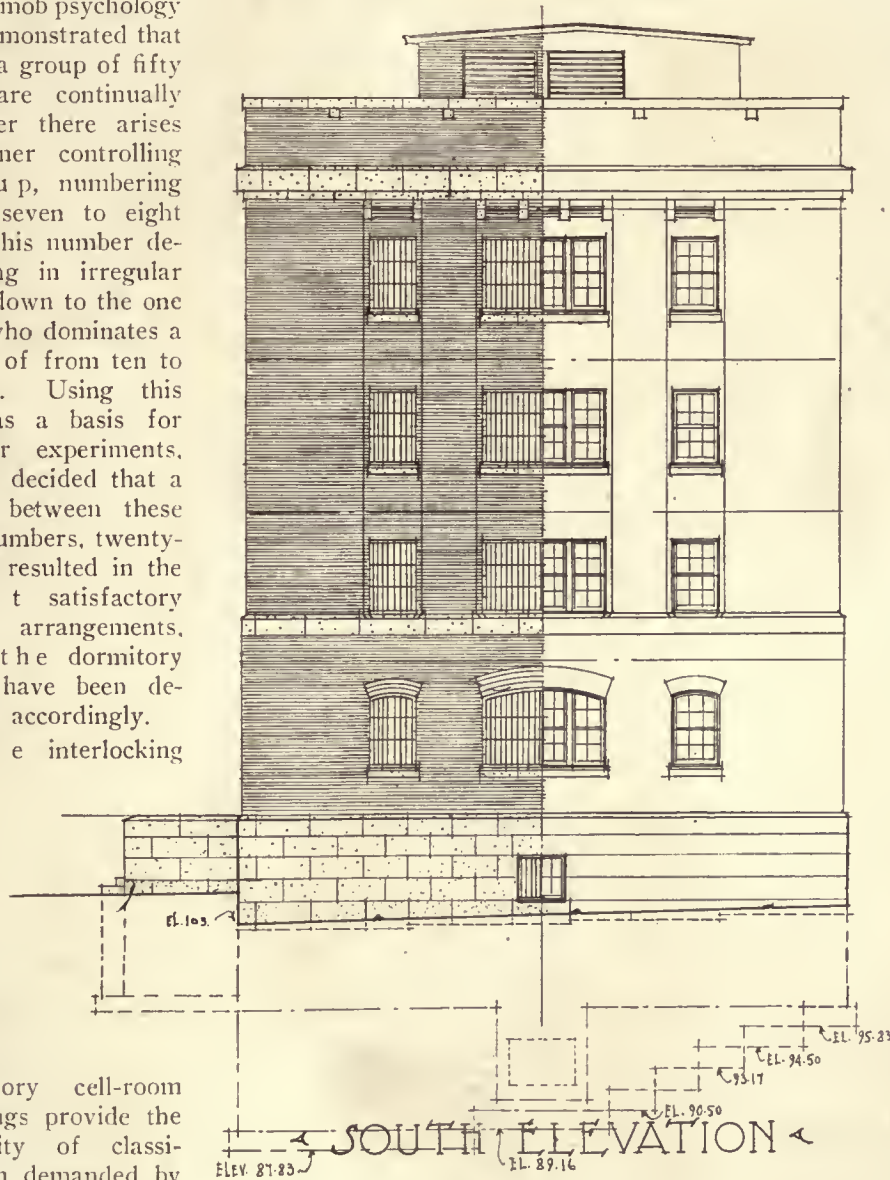 mob psychology
monstrated that
a group of fifty
are continually
er there arises
ner controlling
u p, numbering
seven to eight
his number de-
ng in irregular
down to the one
who dominates a
of from ten to
. Using this
as a basis for
r experiments,
decided that a
between these
umbers, twenty-
resulted in the
t satisfactory
arrangements,
t h e dormitory
have been de-
accordingly.
e interlocking
EL. 103.
EL. 95.83
EL. 94.50
93.17
EL. 90.50
SOUTH ELEVATION
EL. 89.16
ELEV. 87.83
ory cell-room
ngs provide the
ity of classi-
n demanded by